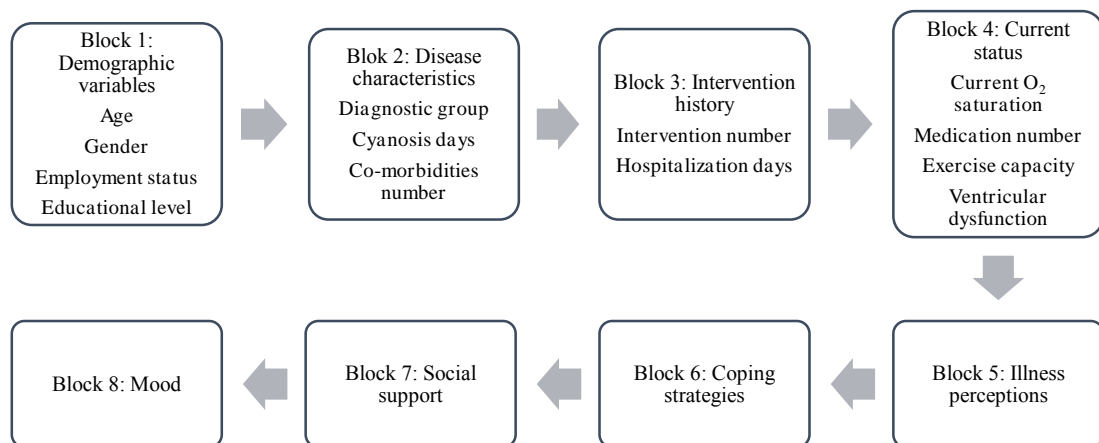 Block 1:
Demographic
variables
Age
Gender
Employment status
Educational level
Blok 2: Disease
characteristics
Diagnostic group
Cyanosis days
Co-morbidities
number
Block 3: Intervention
history
Intervention number
Hospitalization days
Block 4: Current
status
Current O₂
saturation
Medication number
Exercise capacity
Ventricular
dysfunction
Block 5: Illness
perceptions
Block 6: Coping
strategies
Block 7: Social
support
Block 8: Mood